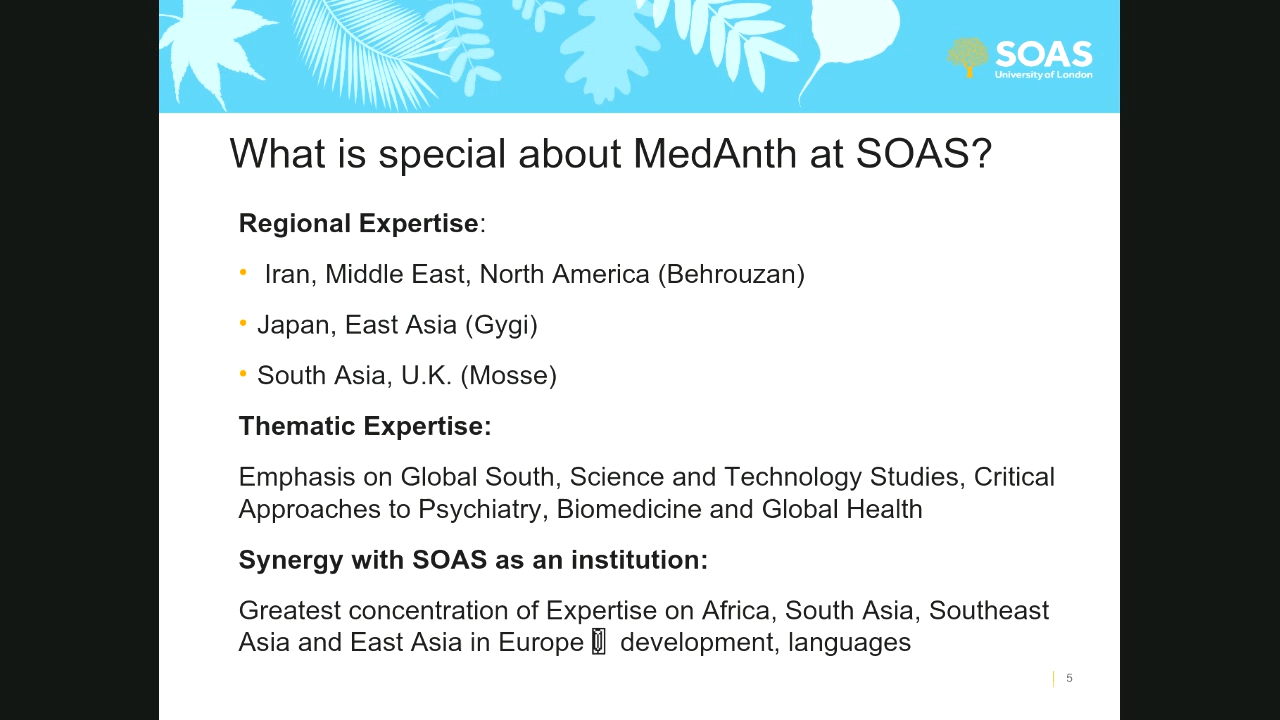 SOAS
University of London
What is special about MedAnth at SOAS?
Regional Expertise:
• Iran, Middle East, North America (Behrouzan)
• Japan, East Asia (Gygi)
• South Asia, U.K. (Mosse)
Thematic Expertise:
Emphasis on Global South, Science and Technology Studies, Critical
Approaches to Psychiatry, Biomedicine and Global Health
Synergy with SOAS as an institution:
Greatest concentration of Expertise on Africa, South Asia, Southeast
Asia and East Asia in Europe development, languages
5